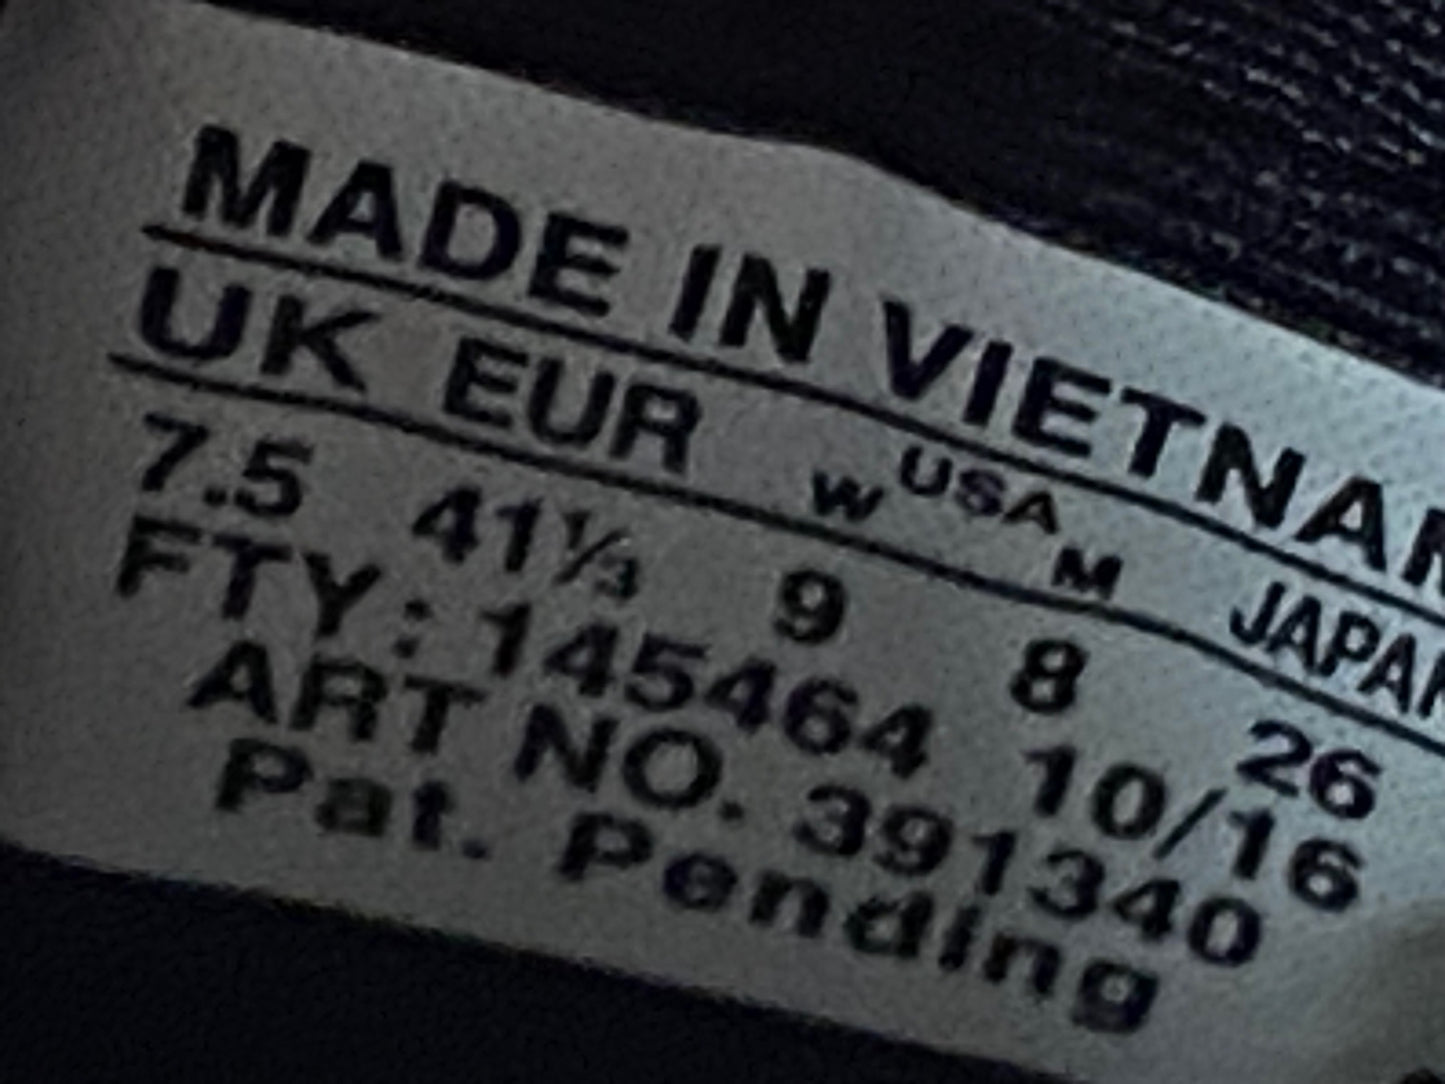 MADE IN VIETNAM
UK EUR W USA M JAPAN
7.5 41⅓ 9 8 26
FTY: 145464 10/16
ART NO. 391340
Pat. Pending